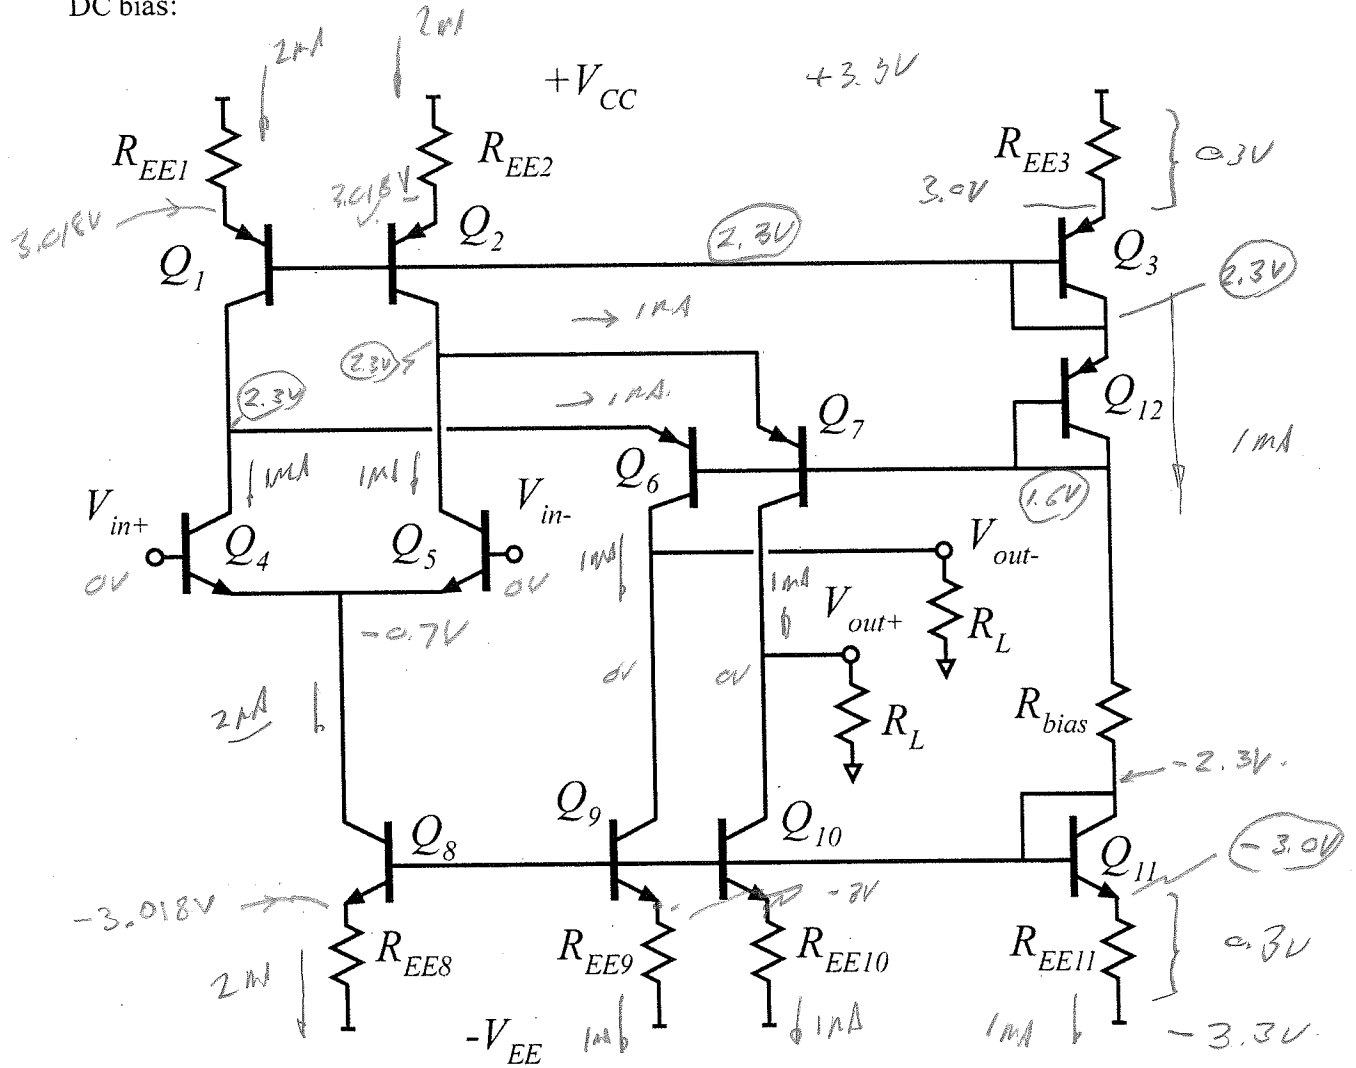 DC bias:
2mA
2mA
+V_CC
+3.3V
R_EE1
R_EE2
R_EE3
0.3V
3.018V
3.018V
3.0V
Q_1
Q_2
2.3V
Q_3
2.3V
→ 1mA
2.3V
2.3V
→ 1mA
Q_12
Q_7
1mA
1mA
1mA
Q_6
1.6V
V_in+
V_in-
Q_4
Q_5
0V
0V
1mA
V_out-
1mA
V_out+
R_L
-0.7V
0V
0V
2mA
R_L
R_bias
-2.3V.
Q_9
Q_10
Q_8
Q_11
-3.0V
-3.018V
-3V
R_EE8
R_EE9
R_EE10
R_EE11
0.3V
2mA
-V_EE
1mA
1mA
1mA
-3.3V.